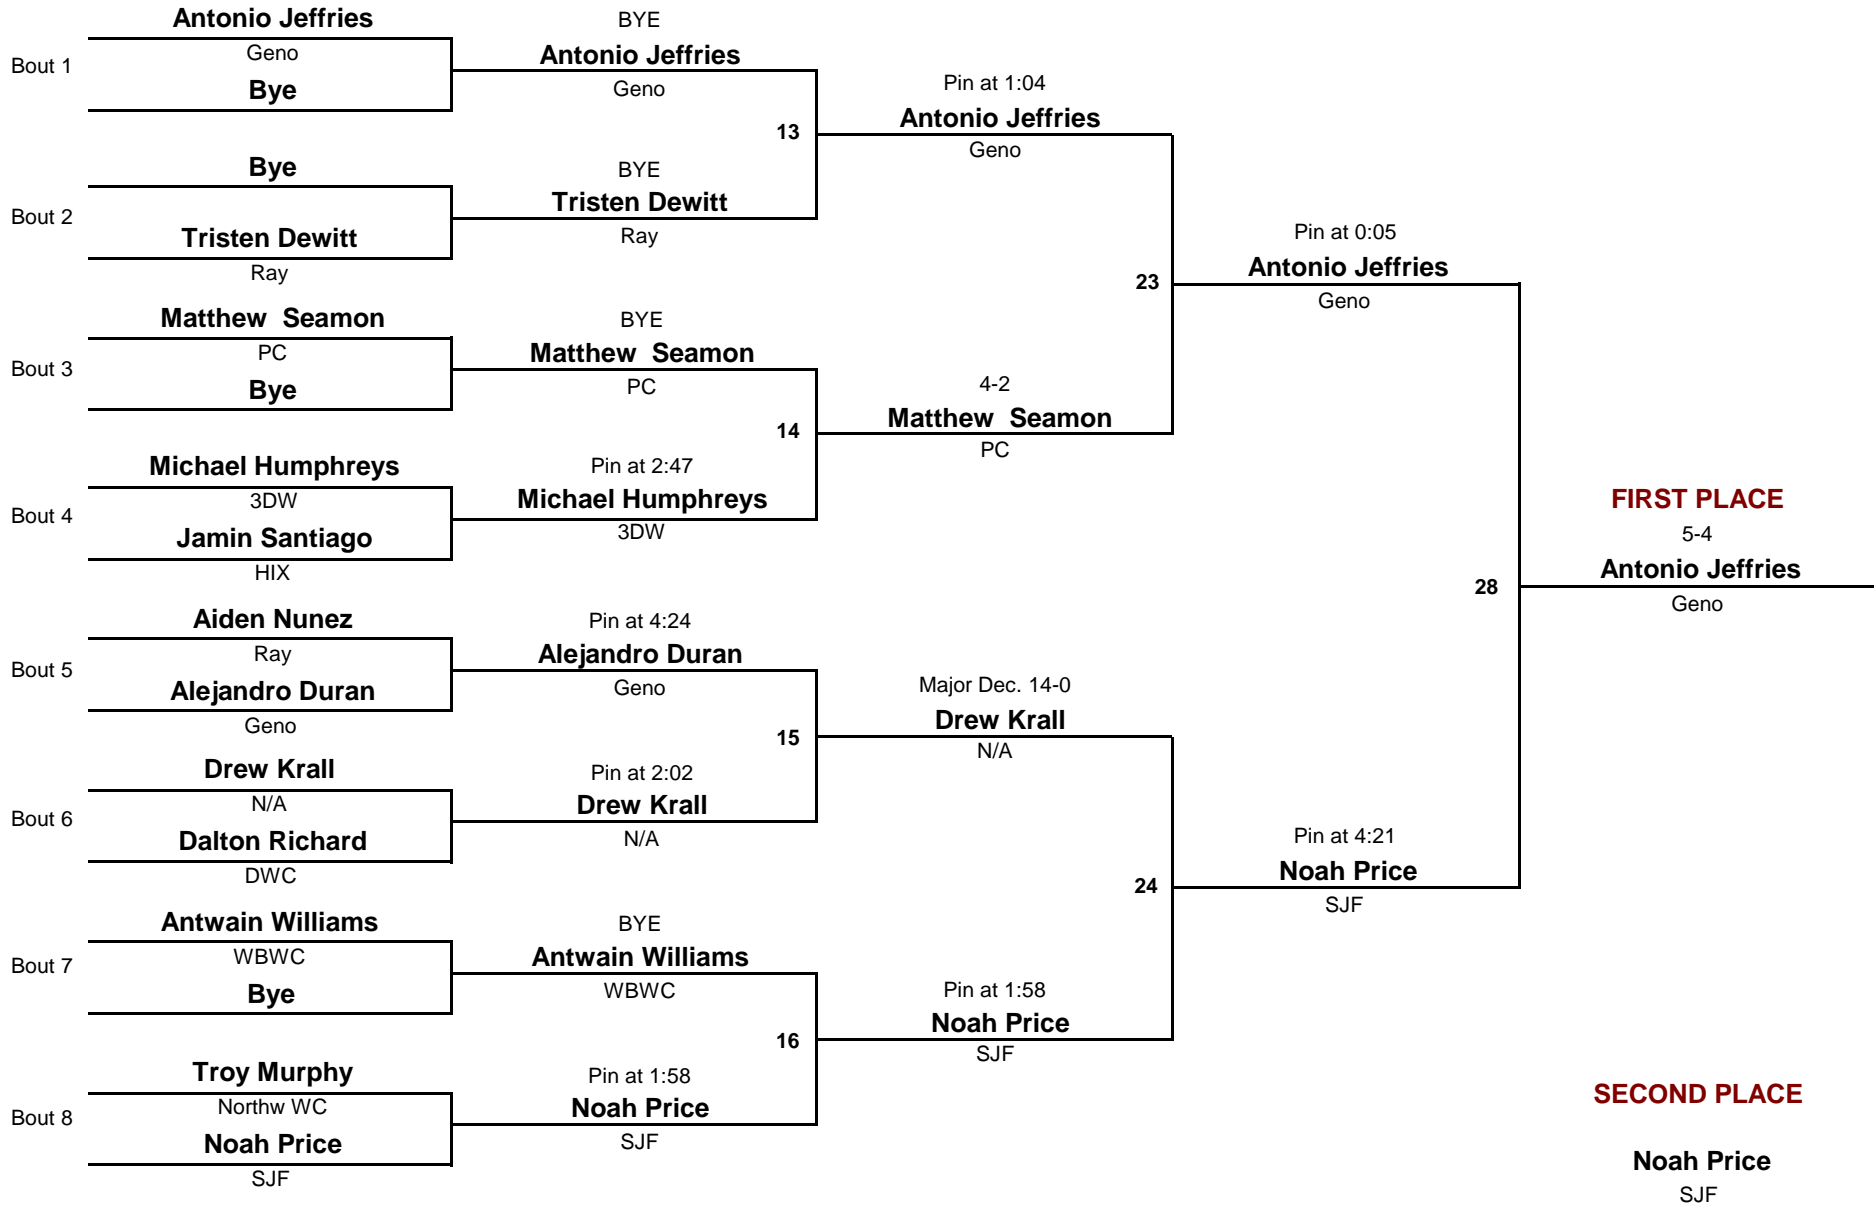 Antonio Jeffries
Bout 1
Geno
Bye
Bye
Bout 2
Tristen Dewitt
Ray
Matthew  Seamon
Bout 3
PC
Bye
Michael Humphreys
Bout 4
3DW
Jamin Santiago
HIX
Aiden Nunez
Bout 5
Ray
Alejandro Duran
Geno
Drew Krall
Bout 6
N/A
Dalton Richard
DWC
Antwain Williams
Bout 7
WBWC
Bye
Troy Murphy
Bout 8
Northw WC
Noah Price
SJF
BYE
Antonio Jeffries
Geno
13
BYE
Tristen Dewitt
Ray
BYE
Matthew  Seamon
PC
14
Pin at 2:47
Michael Humphreys
3DW
Pin at 4:24
Alejandro Duran
Geno
15
Pin at 2:02
Drew Krall
N/A
BYE
Antwain Williams
WBWC
16
Pin at 1:58
Noah Price
SJF
Pin at 1:04
Antonio Jeffries
Geno
23
4-2
Matthew  Seamon
PC
Major Dec. 14-0
Drew Krall
N/A
24
Pin at 1:58
Noah Price
SJF
Pin at 0:05
Antonio Jeffries
Geno
28
Pin at 4:21
Noah Price
SJF
FIRST PLACE
5-4
Antonio Jeffries
Geno
SECOND PLACE
Noah Price
SJF